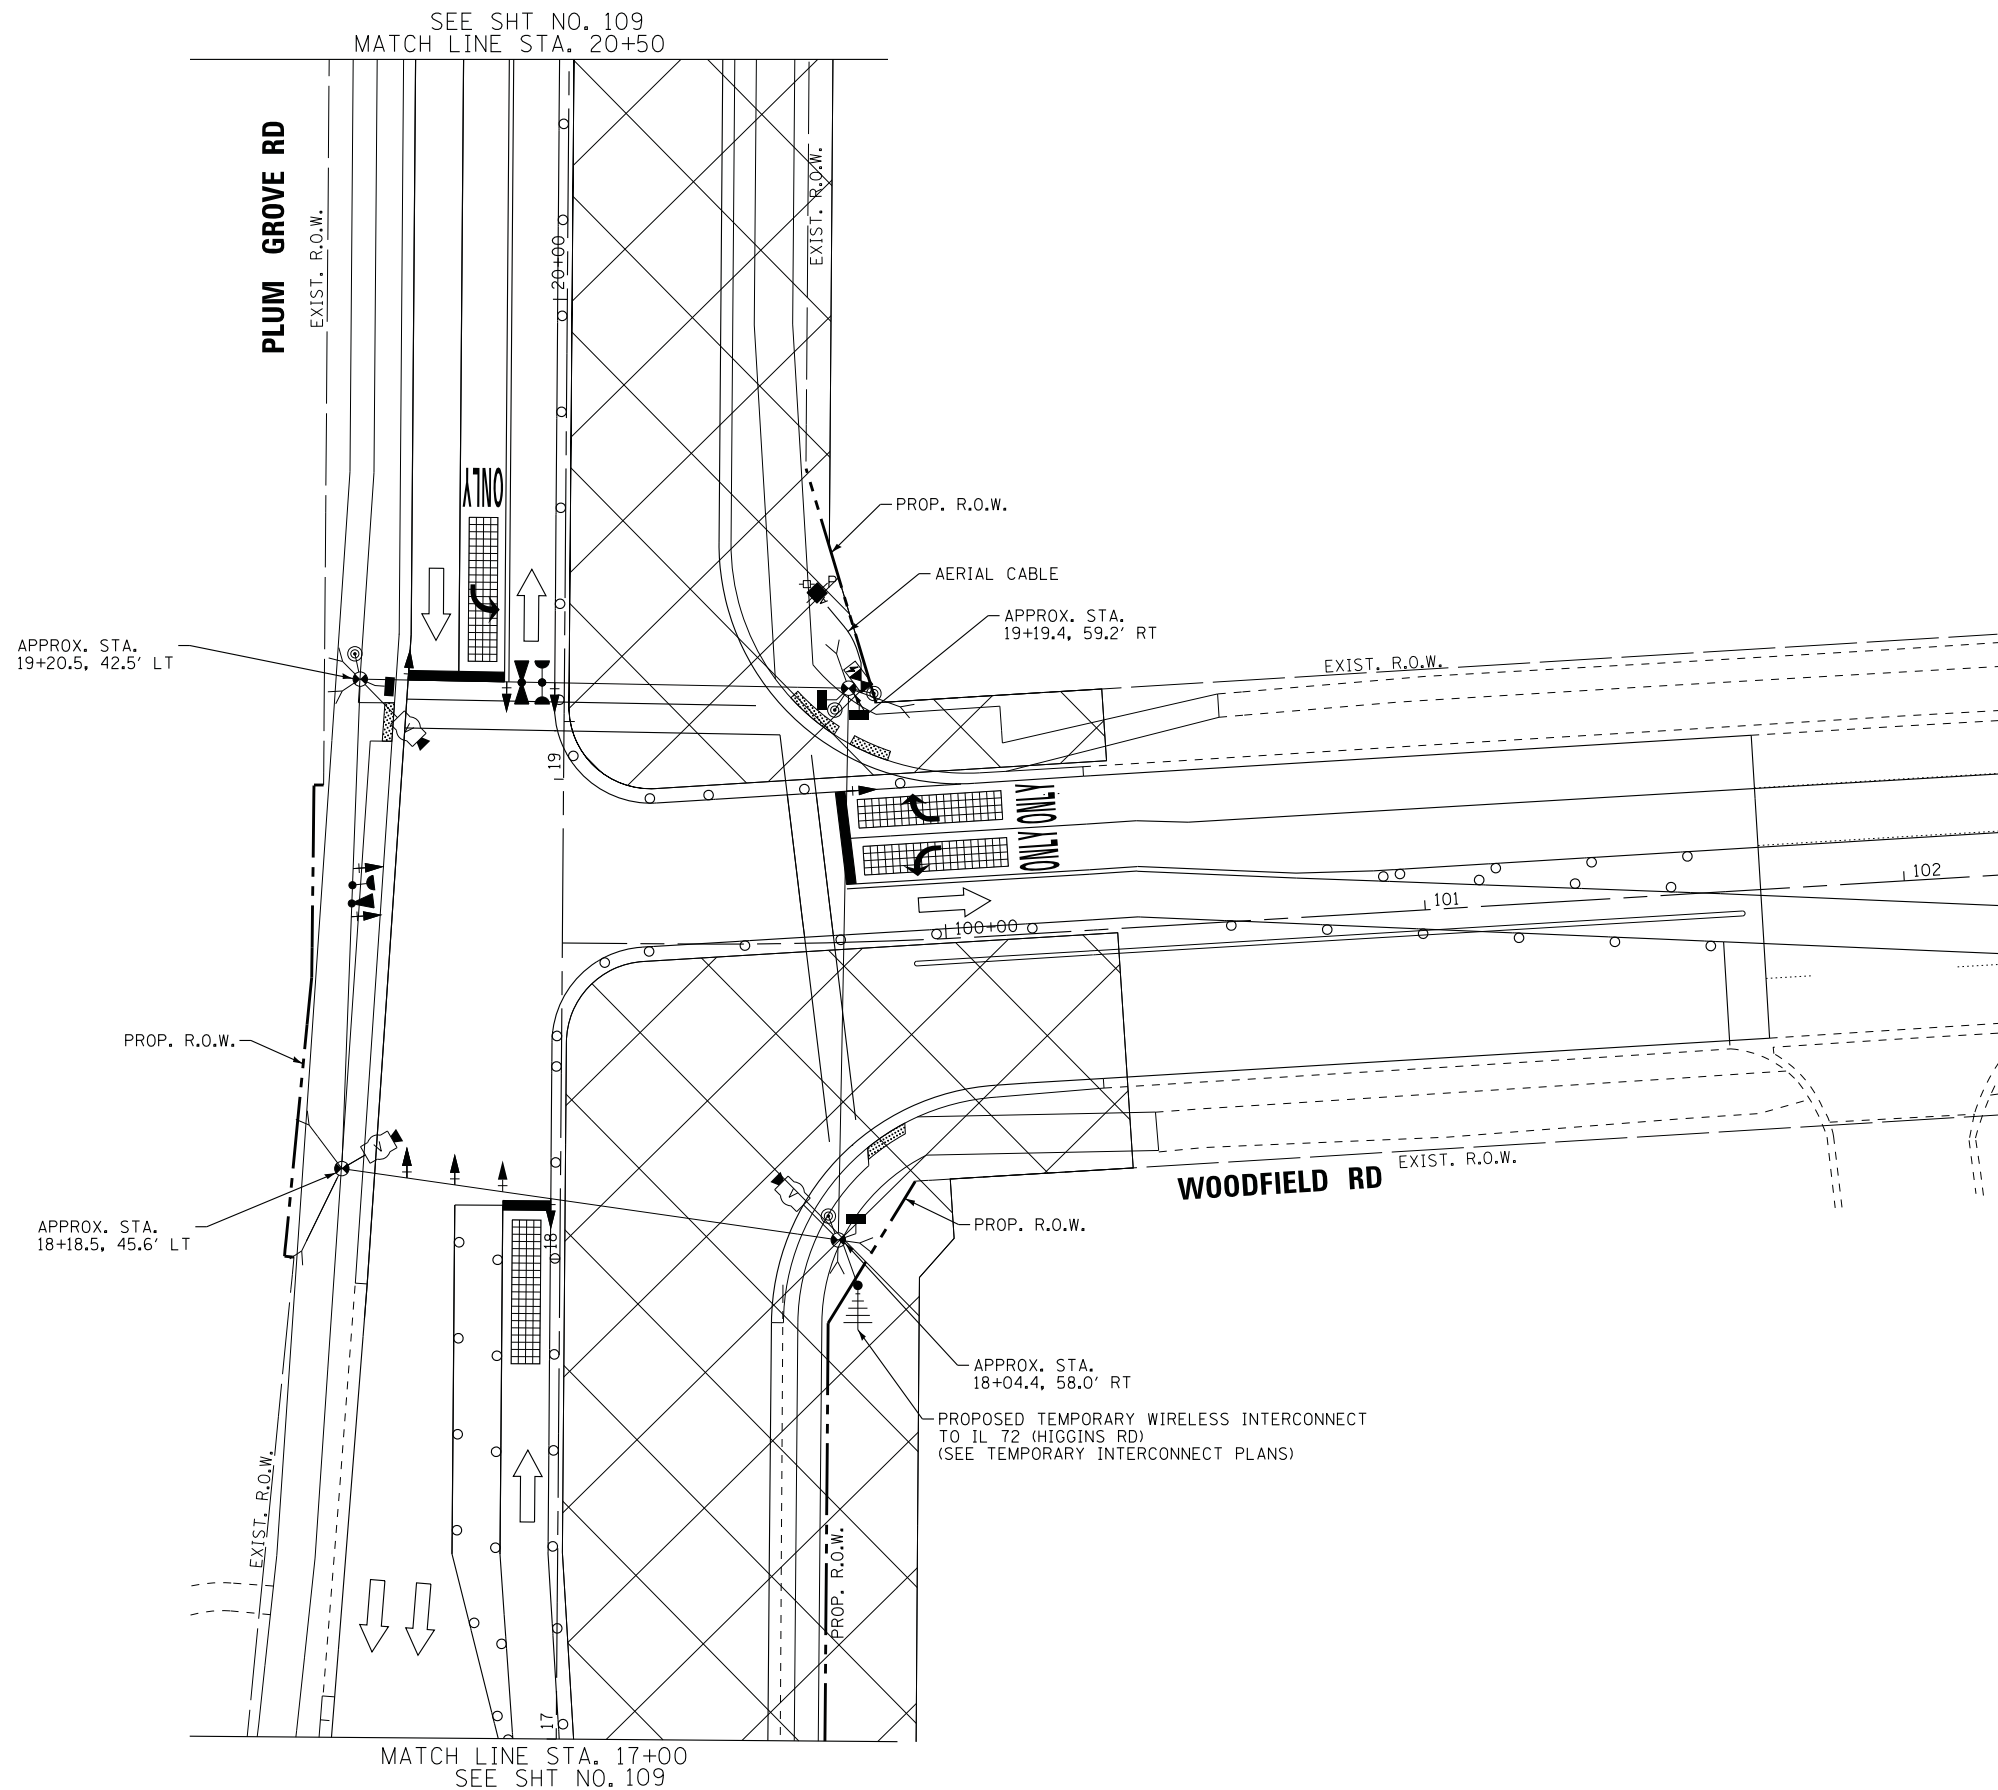 SEE SHT NO. 109
MATCH LINE STA. 20+50
PLUM GROVE RD
EXIST. R.O.W.
EXIST. R.O.W.
20+00
ONLY
PROP. R.O.W.
AERIAL CABLE
APPROX. STA.
19+19.4, 59.2' RT
APPROX. STA.
19+20.5, 42.5' LT
EXIST. R.O.W.
19
ONLY
ONLY
102
101
100+00
PROP. R.O.W.
EXIST. R.O.W.
WOODFIELD RD
PROP. R.O.W.
APPROX. STA.
18+18.5, 45.6' LT
18
APPROX. STA.
18+04.4, 58.0' RT
PROPOSED TEMPORARY WIRELESS INTERCONNECT
TO IL 72 (HIGGINS RD)
(SEE TEMPORARY INTERCONNECT PLANS)
EXIST. R.O.W.
PROP. R.O.W.
17
MATCH LINE STA. 17+00
SEE SHT NO. 109